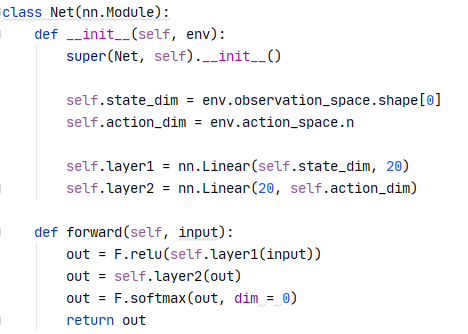 class Net(nn.Module):
    def __init__(self, env):
        super(Net, self).__init__()
        self.state_dim = env.observation_space.shape[0]
        self.action_dim = env.action_space.n
        self.layer1 = nn.Linear(self.state_dim, 20)
        self.layer2 = nn.Linear(20, self.action_dim)
    def forward(self, input):
        out = F.relu(self.layer1(input))
        out = self.layer2(out)
        out = F.softmax(out, dim = 0)
        return out